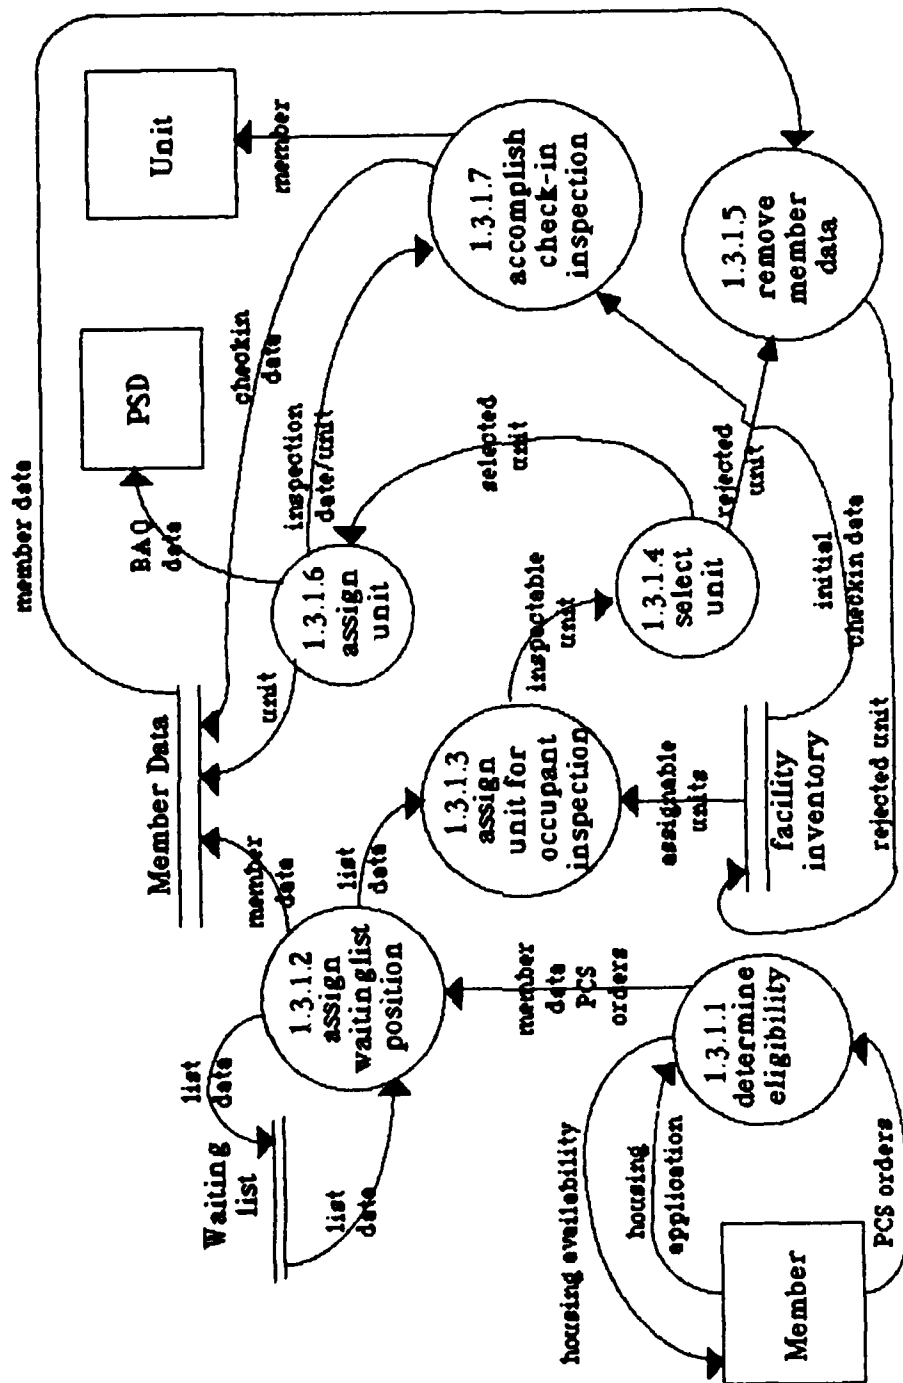 member data
Unit
member
1.3.1.7
accomplish
check-in
inspection
1.3.1.5
remove
member
data
PSD
checkin
data
BAQ
data
inspection
date/unit
selected
unit
rejected
unit
1.3.1.6
assign
unit
1.3.1.4
select
unit
initial
checkin data
Member Data
unit
inspectable
unit
1.3.1.3
assign
unit for
occupant
inspection
assignable
units
facility
inventory
rejected unit
member
data
list
data
1.3.1.2
assign
waiting list
position
member
data
PCS
orders
1.3.1.1
determine
eligibility
list
data
Waiting
list
list
data
housing availability
housing
application
PCS orders
Member